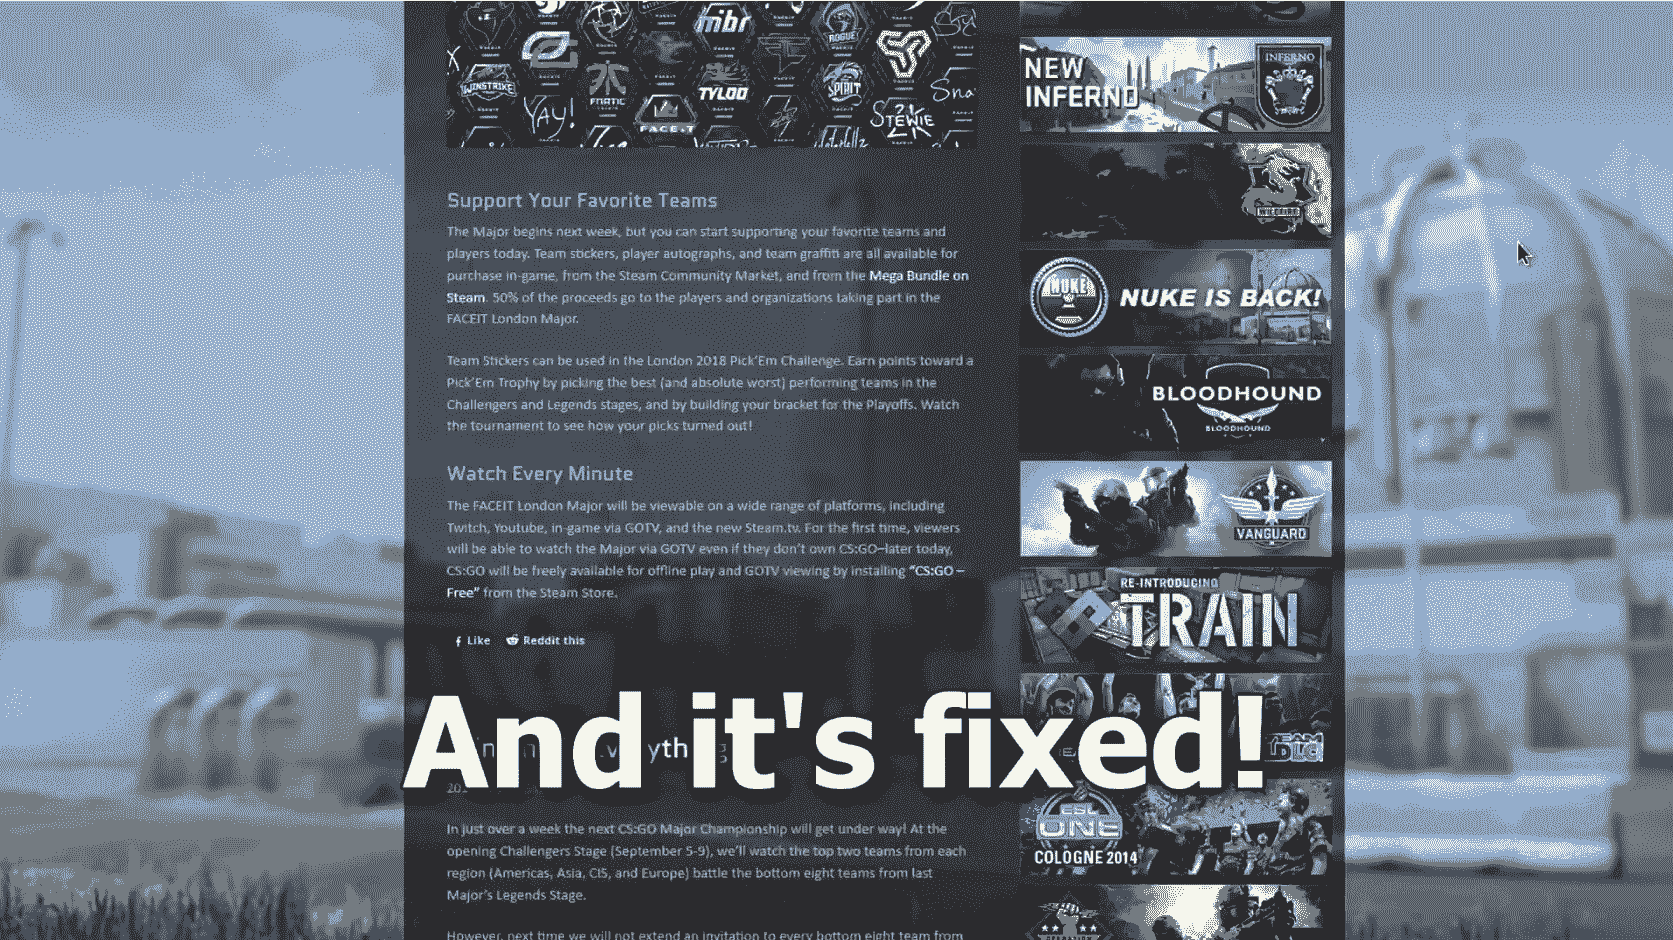 mbr
ROGUE
WINSTRIKE
FNATIC
TYLOO
SPIRIT
YAY!
FACEIT
STEWIE
2K
Support Your Favorite Teams
The Major begins next week, but you can start supporting your favorite teams and
players today. Team stickers, player autographs, and team graffiti are all available for
purchase in-game, from the Steam Community Market, and from the Mega Bundle on
Steam. 50% of the proceeds go to the players and organizations taking part in the
FACEIT London Major.
Team Stickers can be used in the London 2018 Pick'Em Challenge. Earn points toward a
Pick'Em Trophy by picking the best (and absolute worst) performing teams in the
Challengers and Legends stages, and by building your bracket for the Playoffs. Watch
the tournament to see how your picks turned out!
Watch Every Minute
The FACEIT London Major will be viewable on a wide range of platforms, including
Twitch, Youtube, in-game via GOTV, and the new Steam.tv. For the first time, viewers
will be able to watch the Major via GOTV even if they don't own CS:GO–later today,
CS:GO will be freely available for offline play and GOTV viewing by installing “CS:GO –
Free” from the Steam Store.
Like Reddit this
And it's fixed!
In just over a week the next CS:GO Major Championship will get under way! At the
opening Challengers Stage (September 5-9), we'll watch the top two teams from each
region (Americas, Asia, CIS, and Europe) battle the bottom eight teams from last
Major's Legends Stage.
However, next time we will not extend an invitation to every bottom eight team from
NEW
INFERNO
INFERNO
WILDFIRE
NUKE
NUKE IS BACK!
BLOODHOUND
BLOODHOUND
VANGUARD
RE-INTRODUCING
TRAIN
ESL
ONE
COLOGNE 2014